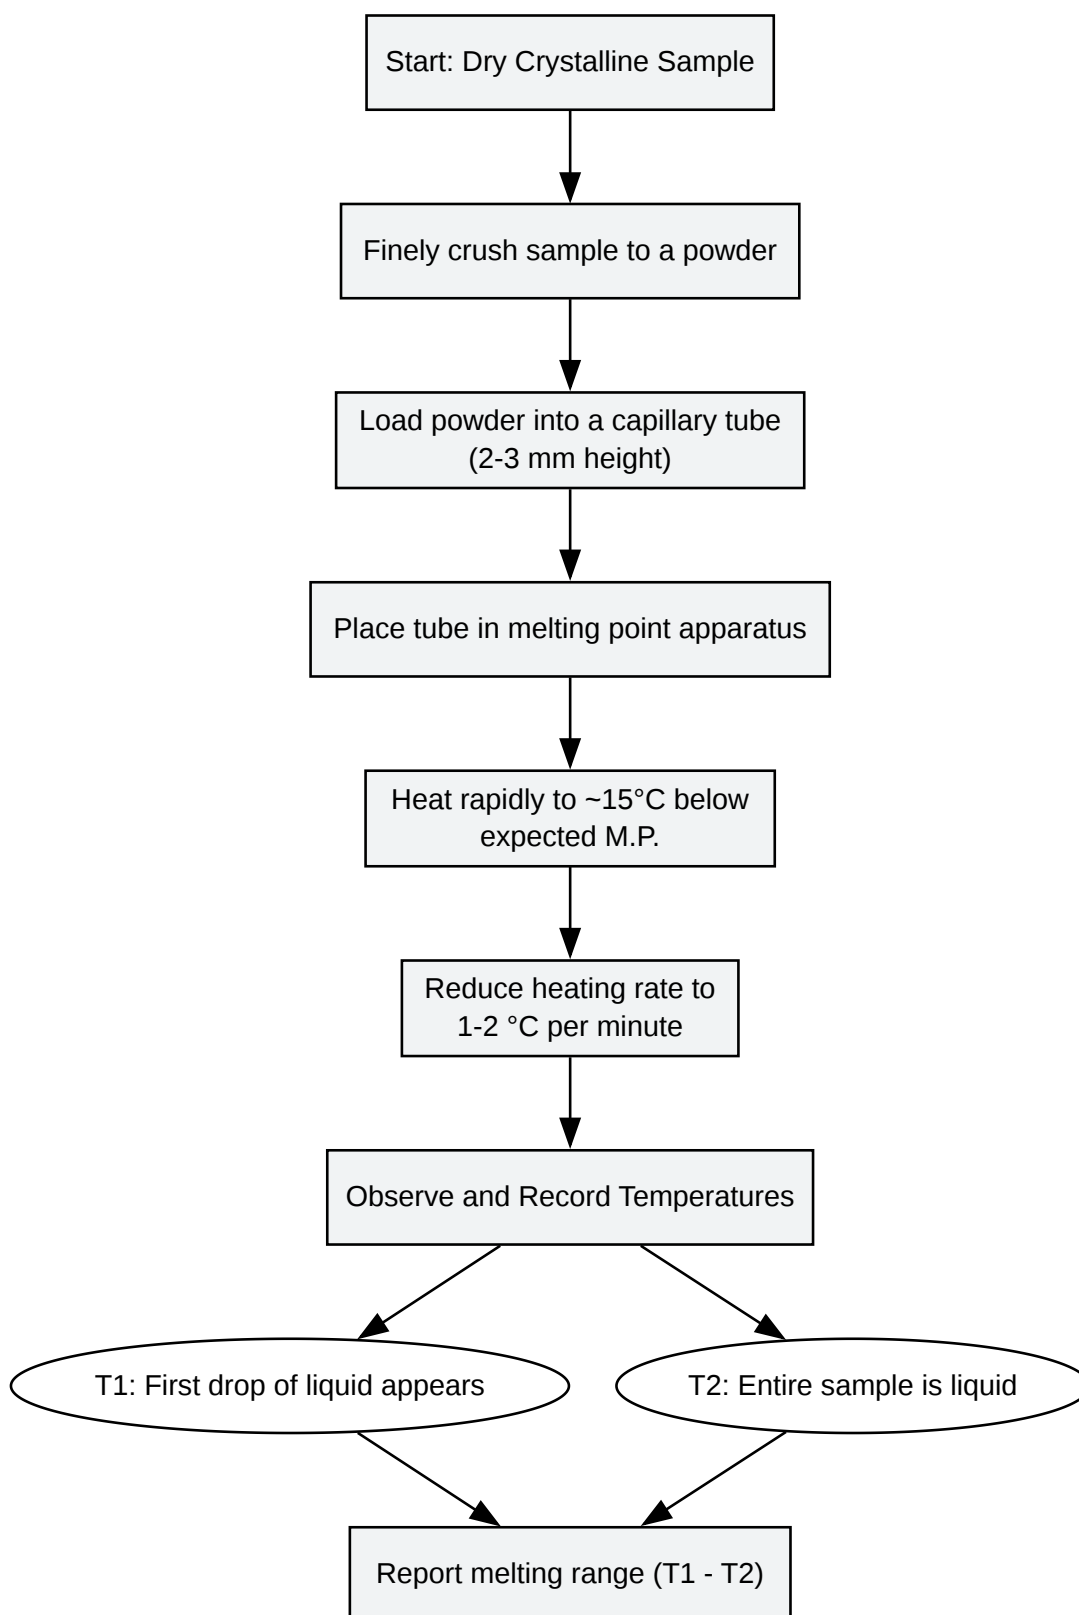 Start: Dry Crystalline Sample
Finely crush sample to a powder
Load powder into a capillary tube
(2-3 mm height)
Place tube in melting point apparatus
Heat rapidly to ~15°C below
expected M.P.
Reduce heating rate to
1-2 °C per minute
Observe and Record Temperatures
T1: First drop of liquid appears
T2: Entire sample is liquid
Report melting range (T1 - T2)